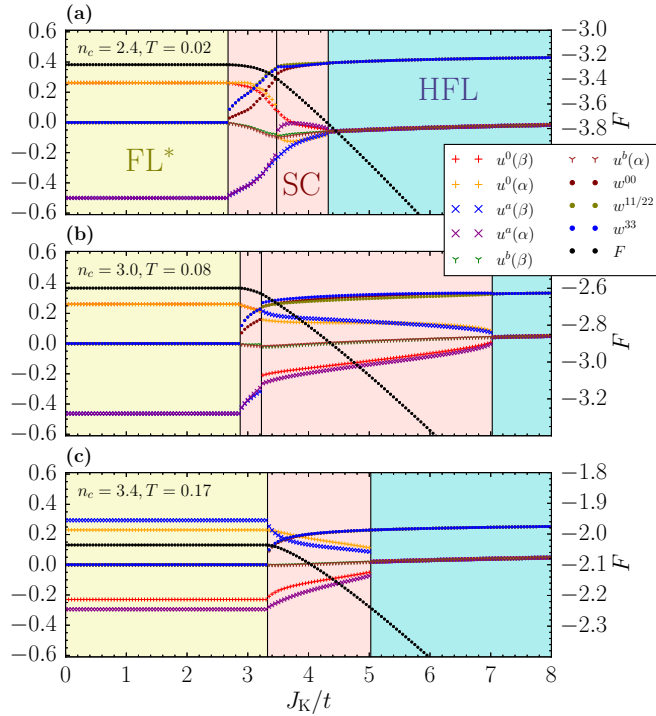 (a)
0.6
0.4
0.2
0.0
−0.2
−0.4
−0.6
n_c = 2.4, T = 0.02
FL*
SC
HFL
−3.0
−3.2
−3.4
−3.6
−3.8
F
u^0(β)
u^0(α)
u^a(β)
u^a(α)
u^b(β)
u^b(α)
w^{00}
w^{11/22}
w^{33}
F
(b)
0.6
0.4
0.2
0.0
−0.2
−0.4
−0.6
n_c = 3.0, T = 0.08
−2.6
−2.8
−3.0
−3.2
F
(c)
0.6
0.4
0.2
0.0
−0.2
−0.4
−0.6
n_c = 3.4, T = 0.17
−1.8
−1.9
−2.0
−2.1
−2.2
−2.3
F
0 1 2 3 4 5 6 7 8
J_K/t